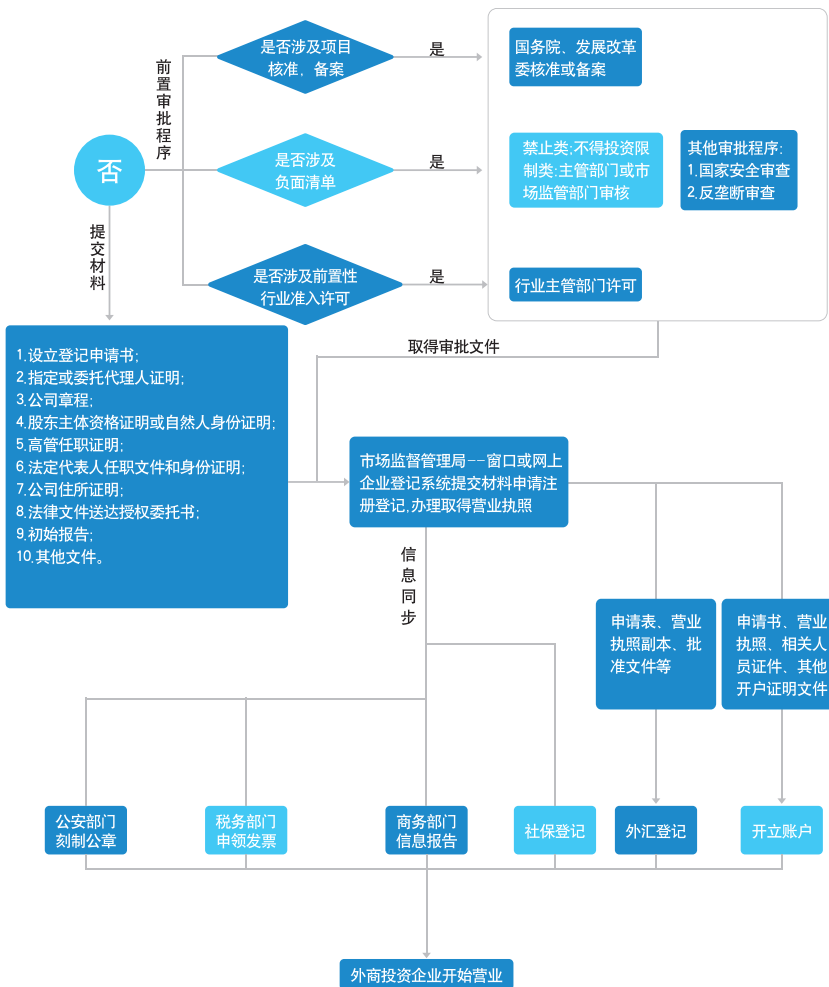 前置审批程序
是否涉及项目
核准，备案
是
国务院、发展改革
委核准或备案
否
是否涉及
负面清单
是
禁止类:不得投资限
制类:主管部门或市
场监管部门审核
其他审批程序:
1.国家安全审查
2.反垄断审查
提交材料
是否涉及前置性
行业准入许可
是
行业主管部门许可
取得审批文件
1.设立登记申请书;
2.指定或委托代理人证明;
3.公司章程;
4.股东主体资格证明或自然人身份证明;
5.高管任职证明;
6.法定代表人任职文件和身份证明;
7.公司住所证明;
8.法律文件送达授权委托书;
9.初始报告;
10.其他文件。
市场监督管理局--窗口或网上
企业登记系统提交材料申请注
册登记,办理取得营业执照
信息同步
申请表、营业
执照副本、批
准文件等
申请书、营业
执照、相关人
员证件、其他
开户证明文件
公安部门
刻制公章
税务部门
申领发票
商务部门
信息报告
社保登记
外汇登记
开立账户
外商投资企业开始营业